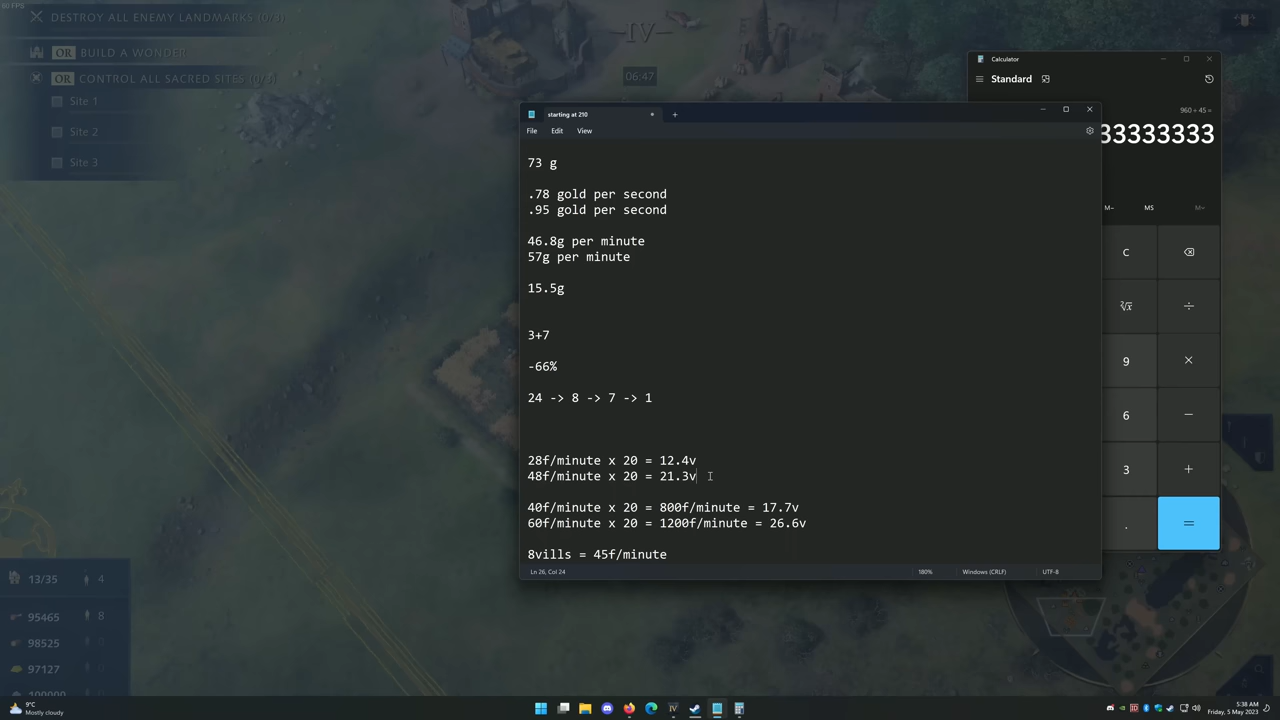 60 FPS
DESTROY ALL ENEMY LANDMARKS (0/3)
OR BUILD A WONDER
OR CONTROL ALL SACRED SITES (0/3)
Site 1
Site 2
Site 3
IV
06:47
Calculator
Standard
960 ÷ 45 =
33333333
M-
MS
M˅
C
9
6
3
.
+
=
starting at 210
File
Edit
View
73 g
.78 gold per second
.95 gold per second
46.8g per minute
57g per minute
15.5g
3+7
-66%
24 -> 8 -> 7 -> 1
28f/minute x 20 = 12.4v
48f/minute x 20 = 21.3v
40f/minute x 20 = 800f/minute = 17.7v
60f/minute x 20 = 1200f/minute = 26.6v
8vills = 45f/minute
Ln 26, Col 24
180%
Windows (CRLF)
UTF-8
13/35
4
95465
8
98525
0
97127
0
100000
9°C
Mostly cloudy
5:38 AM
Friday, 5 May 2023